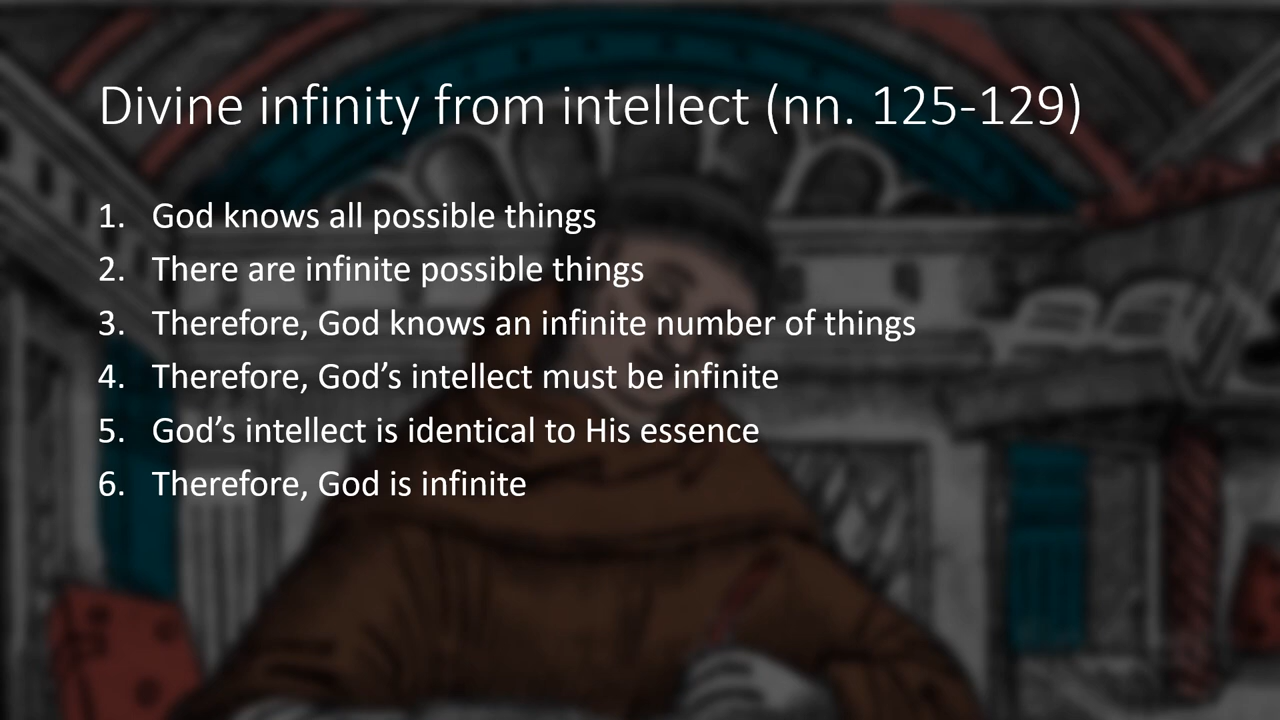 Divine infinity from intellect (nn. 125-129)
1. God knows all possible things
2. There are infinite possible things
3. Therefore, God knows an infinite number of things
4. Therefore, God’s intellect must be infinite
5. God’s intellect is identical to His essence
6. Therefore, God is infinite